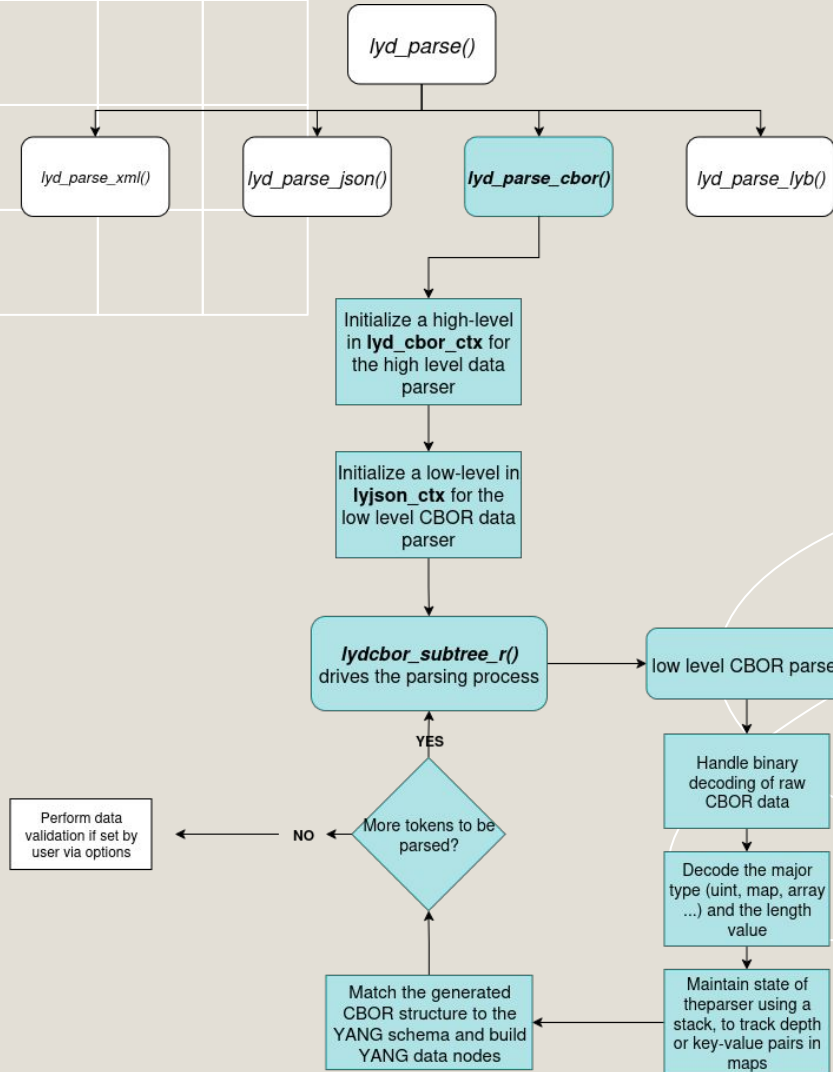 lyd_parse()
lyd_parse_xml()
lyd_parse_json()
lyd_parse_cbor()
lyd_parse_lyb()
Initialize a high-level
in lyd_cbor_ctx for
the high level data
parser
Initialize a low-level in
lyjson_ctx for the
low level CBOR data
parser
lydcbor_subtree_r()
drives the parsing process
low level CBOR parse
YES
Handle binary
decoding of raw
CBOR data
Perform data
validation if set by
user via options
NO
More tokens to be
parsed?
Decode the major
type (uint, map, array
...) and the length
value
Match the generated
CBOR structure to the
YANG schema and build
YANG data nodes
Maintain state of
theparser using a
stack, to track depth
or key-value pairs in
maps